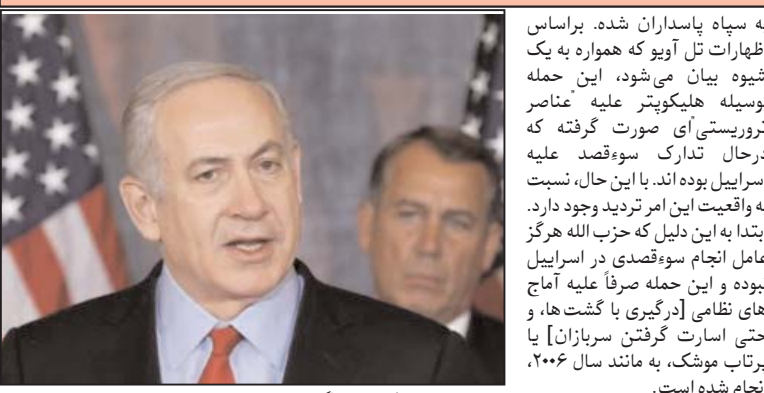 به سپاه پاسداران شده. براساس
اظهارات تل آویو که همواره به یک
شیوه بیان می‌شود، این حمله
بوسیله هلیکوپتر علیه "عناصر
تروریستی"ای صورت گرفته که
درحال تدارک سوءقصد علیه
اسراییل بوده اند. با این حال، نسبت
به واقعیت این امر تردید وجود دارد.
ابتدا به این دلیل که حزب الله هرگز
عامل انجام سوءقصدی در اسراییل
نبوده و این حمله صرفاً علیه آماج
های نظامی [درگیری با گشت ها، و
حتی اسارت گرفتن سربازان] یا
پرتاب موشک، به مانند سال ۲۰۰۶،
انجام شده است.